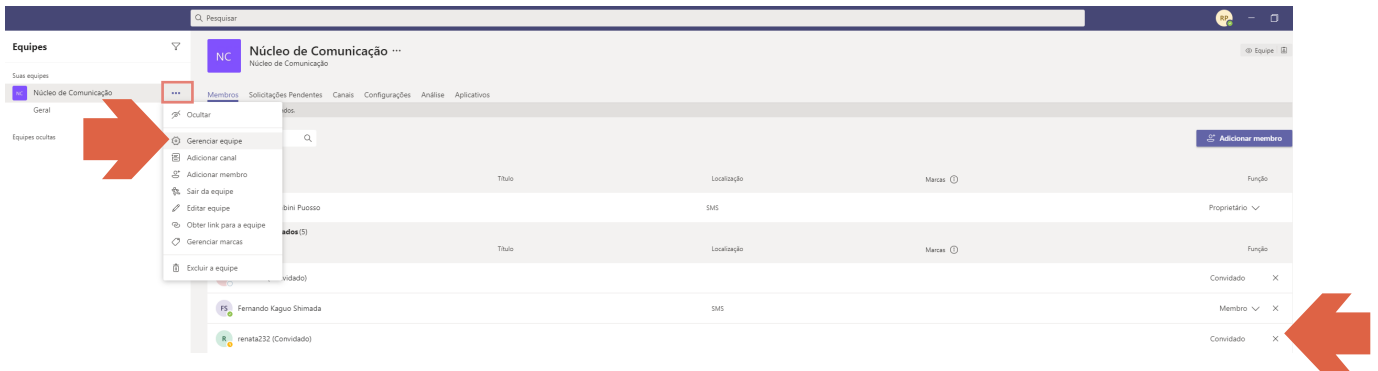 Pesquisar
RP
Equipes
Suas equipes
NC Núcleo de Comunicação ...
Geral
Equipes ocultas
NC
Núcleo de Comunicação ...
Núcleo de Comunicação
Equipe
Membros Solicitações Pendentes Canais Configurações Análise Aplicativos
Ocultar
Gerenciar equipe
Adicionar canal
Adicionar membro
Sair da equipe
Editar equipe
Obter link para a equipe
Gerenciar marcas
Excluir a equipe
Adicionar membro
Título Localização Marcas Função
Puosso SMS Proprietário
(5)
Título Localização Marcas Função
Convidado
FS Fernando Kaguo Shimada SMS Membro
R renata232 (Convidado) Convidado